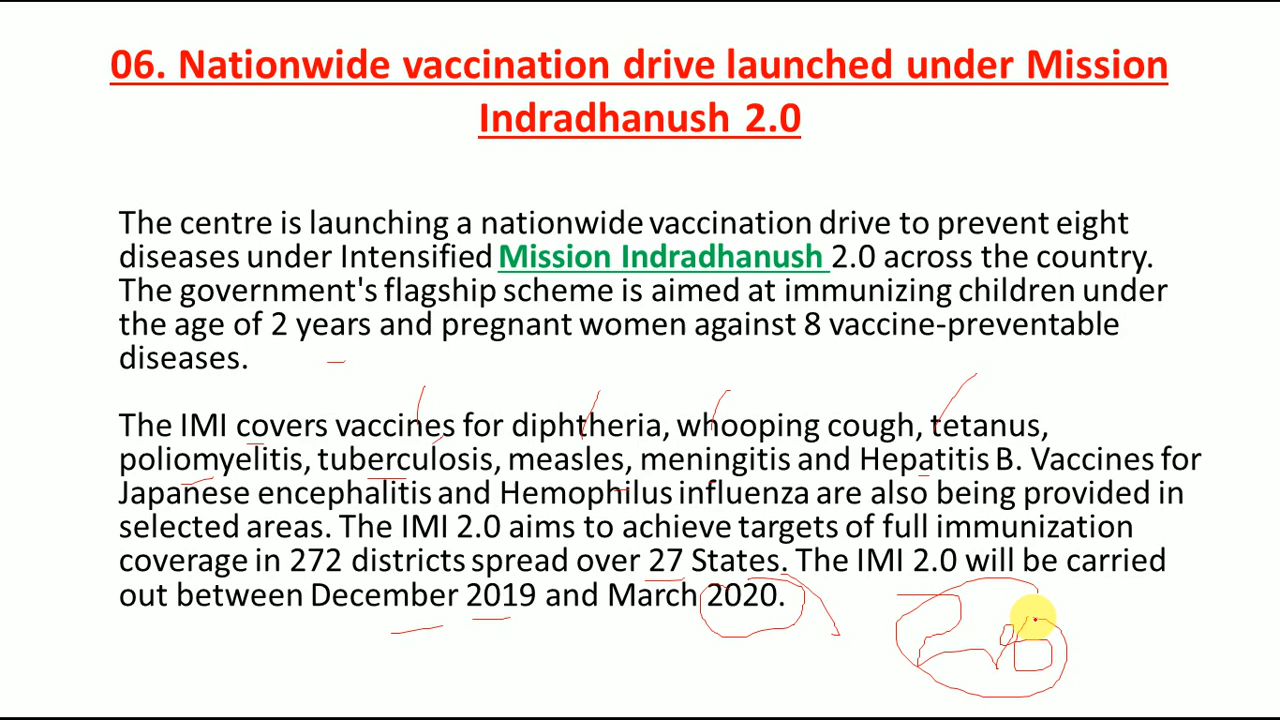 06. Nationwide vaccination drive launched under Mission
Indradhanush 2.0
The centre is launching a nationwide vaccination drive to prevent eight
diseases under Intensified Mission Indradhanush 2.0 across the country.
The government's flagship scheme is aimed at immunizing children under
the age of 2 years and pregnant women against 8 vaccine-preventable
diseases.
The IMI covers vaccines for diphtheria, whooping cough, tetanus,
poliomyelitis, tuberculosis, measles, meningitis and Hepatitis B. Vaccines for
Japanese encephalitis and Hemophilus influenza are also being provided in
selected areas. The IMI 2.0 aims to achieve targets of full immunization
coverage in 272 districts spread over 27 States. The IMI 2.0 will be carried
out between December 2019 and March 2020.